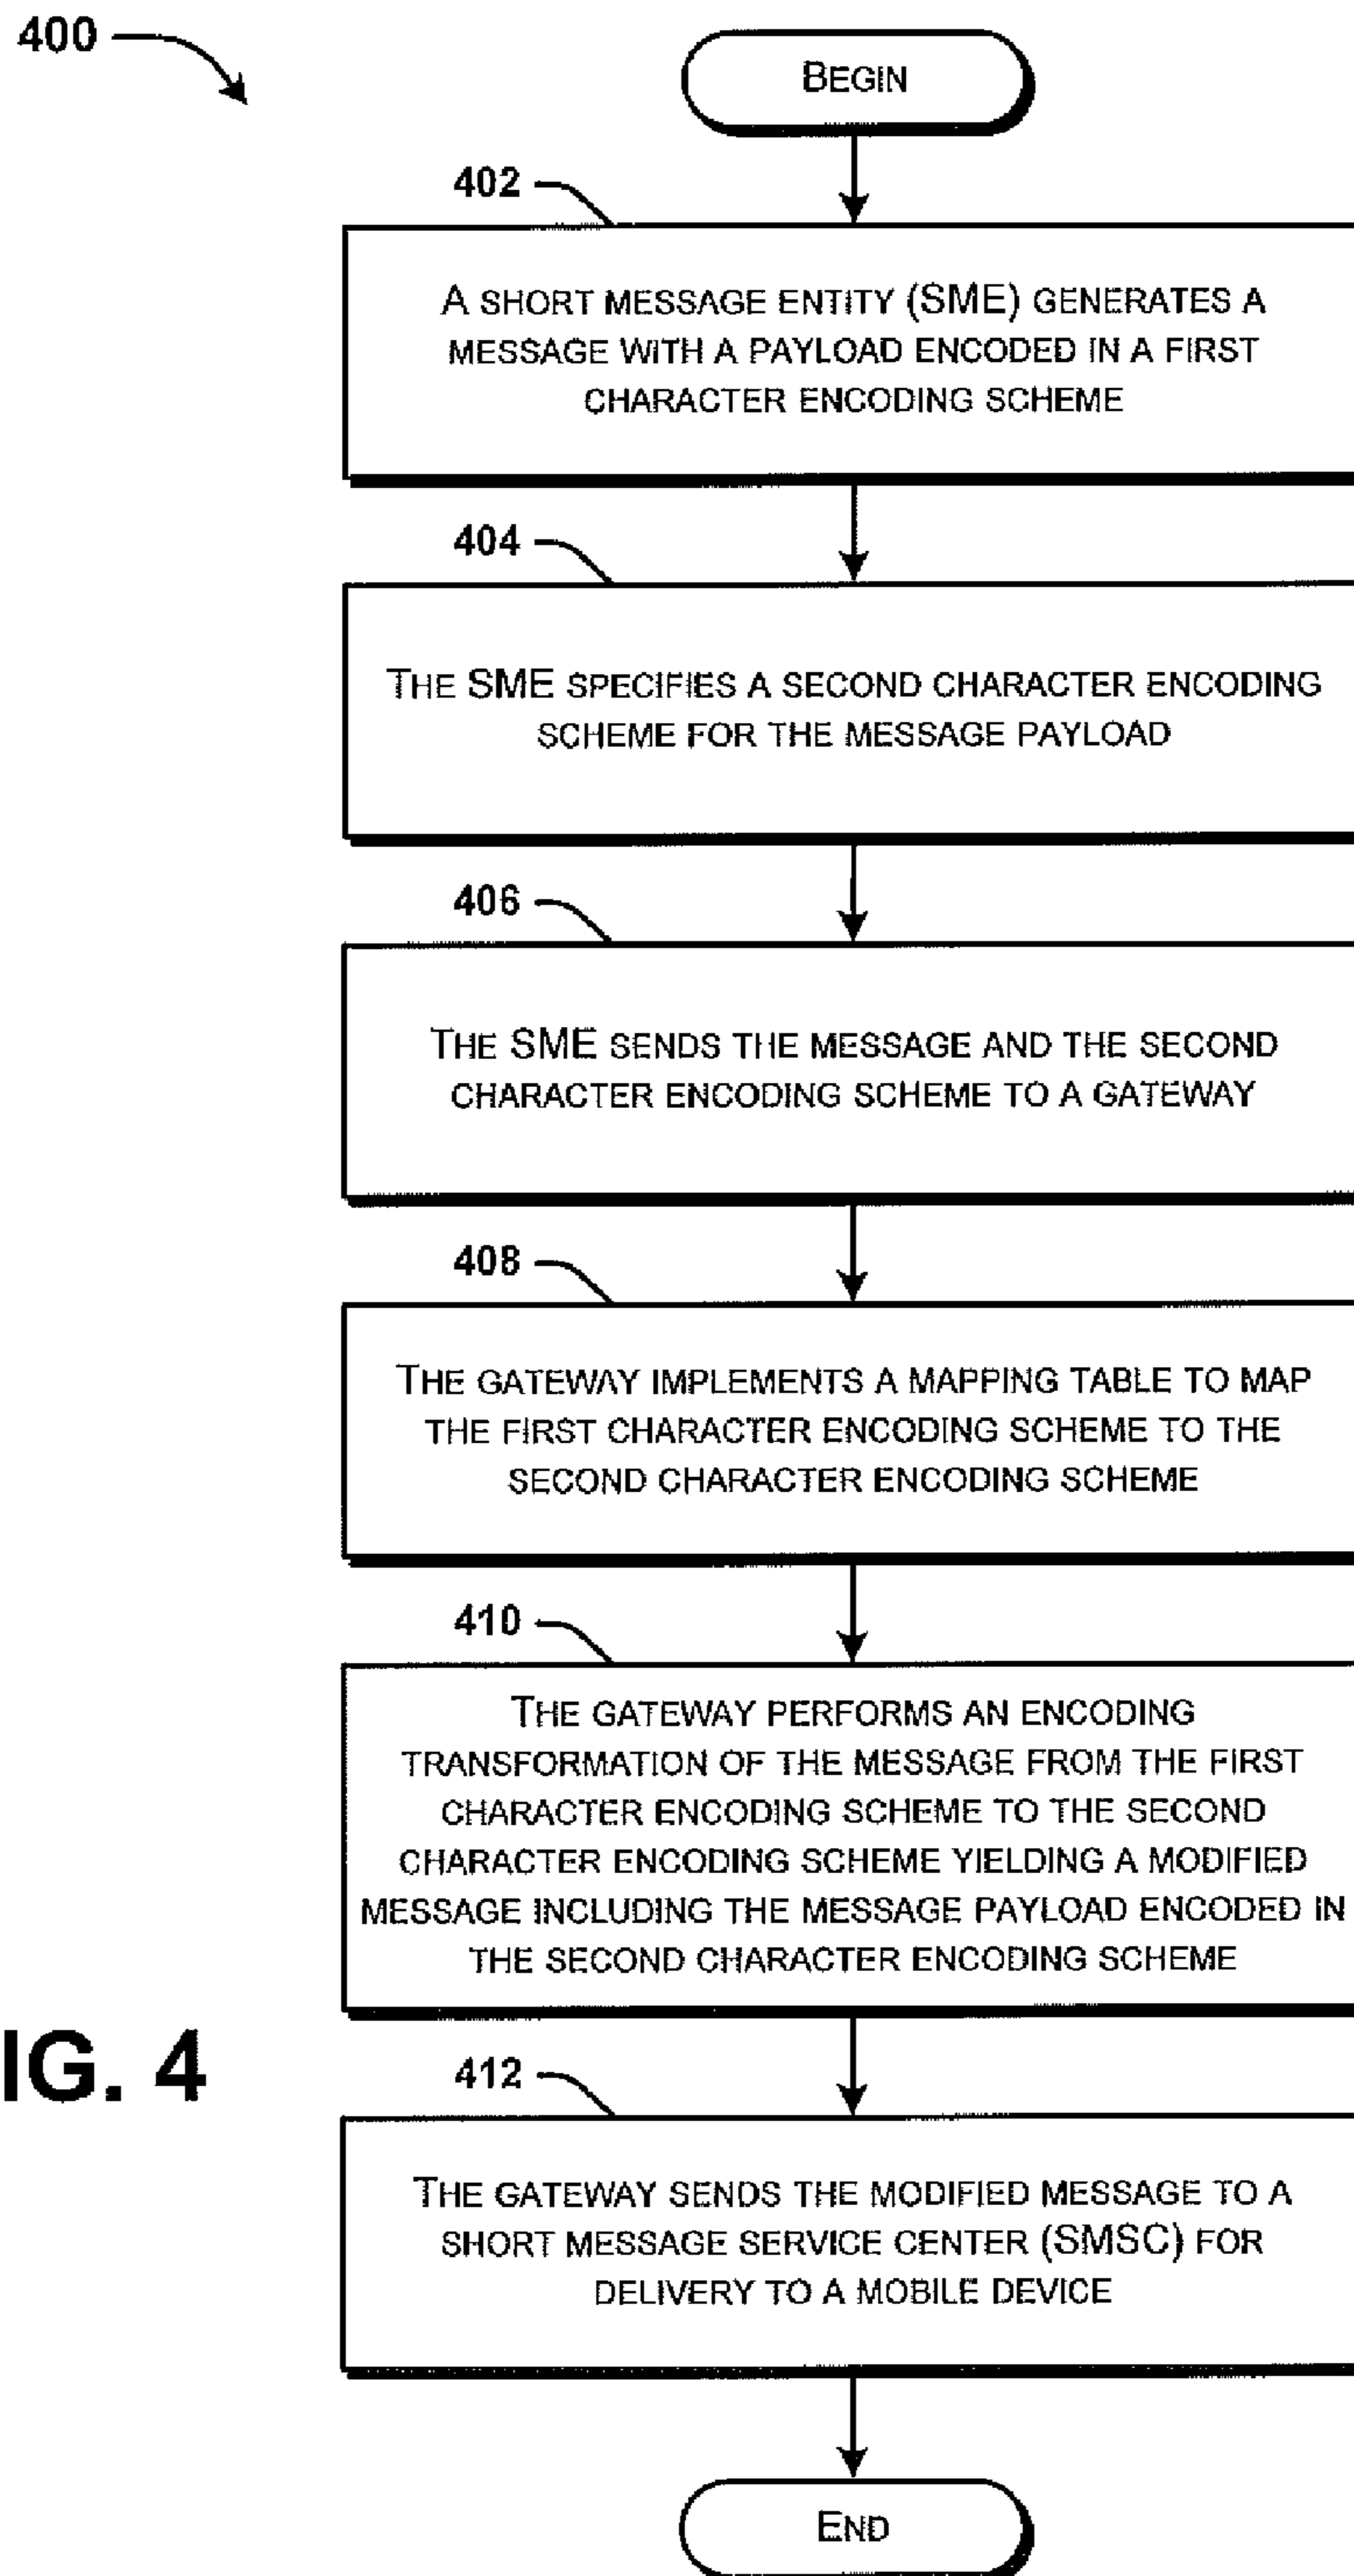 400
BEGIN
402
A SHORT MESSAGE ENTITY (SME) GENERATES A
MESSAGE WITH A PAYLOAD ENCODED IN A FIRST
CHARACTER ENCODING SCHEME
404
THE SME SPECIFIES A SECOND CHARACTER ENCODING
SCHEME FOR THE MESSAGE PAYLOAD
406
THE SME SENDS THE MESSAGE AND THE SECOND
CHARACTER ENCODING SCHEME TO A GATEWAY
408
THE GATEWAY IMPLEMENTS A MAPPING TABLE TO MAP
THE FIRST CHARACTER ENCODING SCHEME TO THE
SECOND CHARACTER ENCODING SCHEME
410
THE GATEWAY PERFORMS AN ENCODING
TRANSFORMATION OF THE MESSAGE FROM THE FIRST
CHARACTER ENCODING SCHEME TO THE SECOND
CHARACTER ENCODING SCHEME YIELDING A MODIFIED
MESSAGE INCLUDING THE MESSAGE PAYLOAD ENCODED IN
THE SECOND CHARACTER ENCODING SCHEME
IG. 4
412
THE GATEWAY SENDS THE MODIFIED MESSAGE TO A
SHORT MESSAGE SERVICE CENTER (SMSC) FOR
DELIVERY TO A MOBILE DEVICE
END